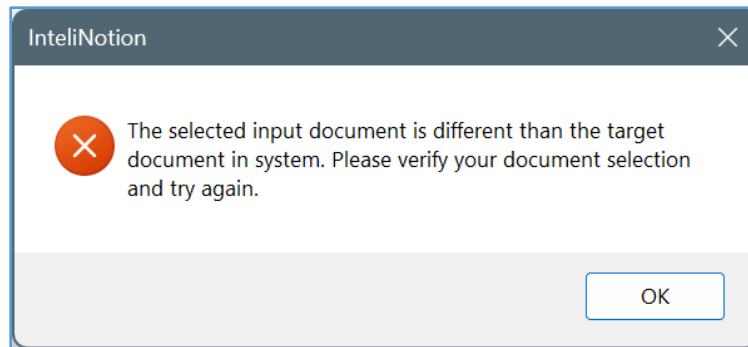 InteliNotion
The selected input document is different than the target
document in system. Please verify your document selection
and try again.
OK